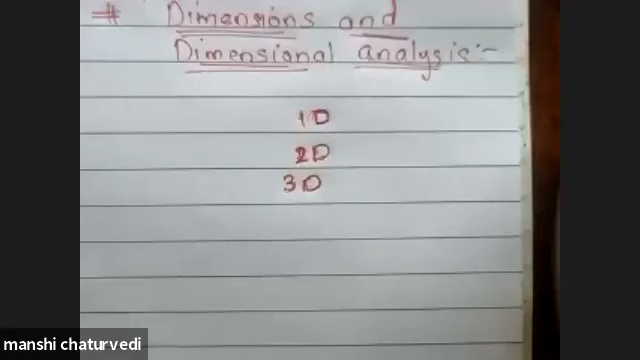 # Dimensions and
Dimensional analysis:-
1D
2D
3D
manshi chaturvedi